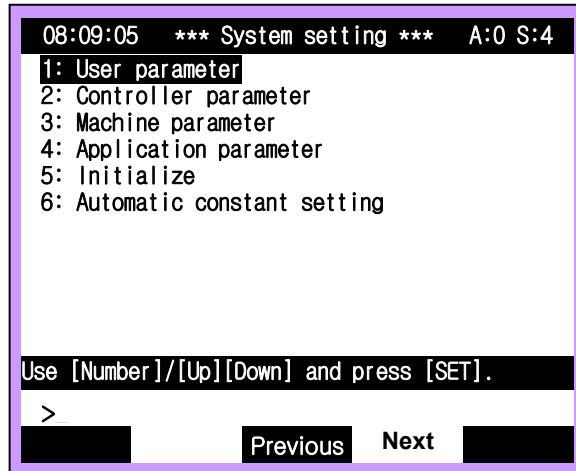 08:09:05 *** System setting *** A:0 S:4
1: User parameter
2: Controller parameter
3: Machine parameter
4: Application parameter
5: Initialize
6: Automatic constant setting
Use [Number]/[Up][Down] and press [SET].
>_
Previous Next